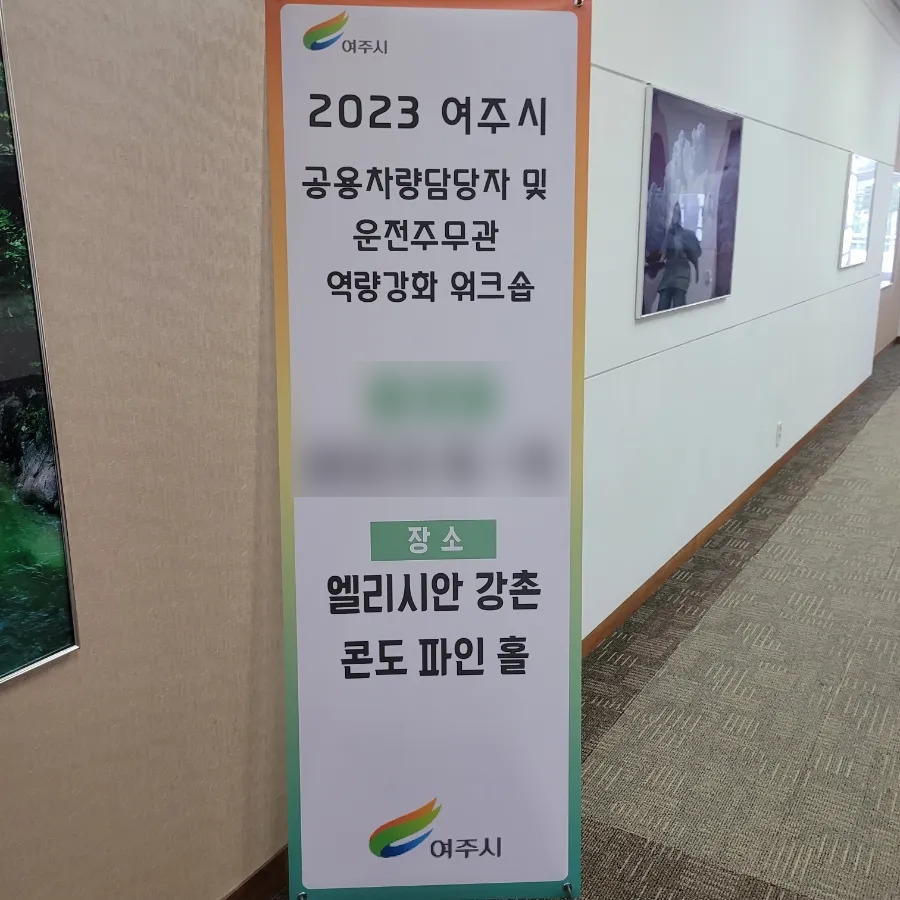 여주시
2023 여주시
공용차량담당자 및
운전주무관
역량강화 워크숍
장소
엘리시안 강촌
콘도 파인 홀
여주시